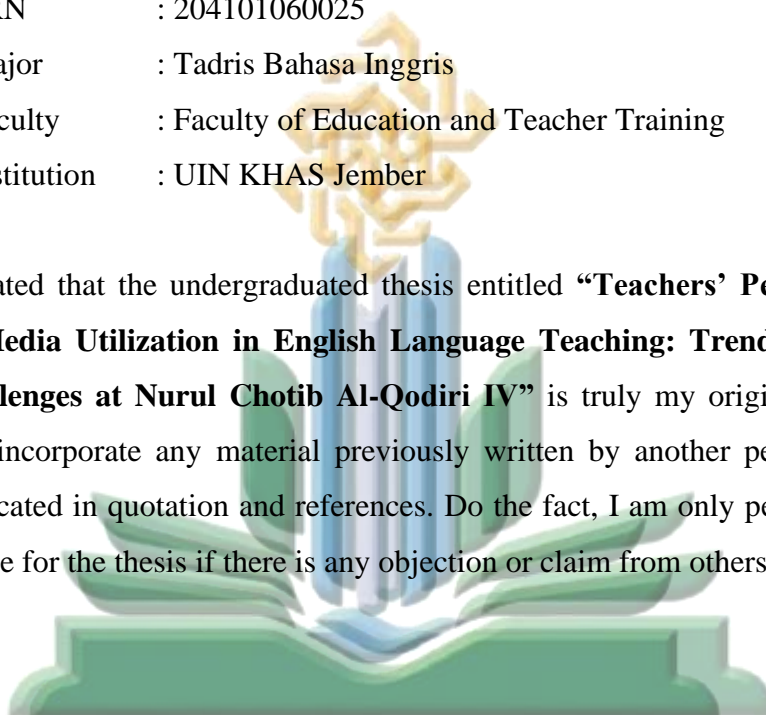 RN : 204101060025
ajor : Tadris Bahasa Inggris
culty : Faculty of Education and Teacher Training
stitution : UIN KHAS Jember
ated that the undergraduated thesis entitled “Teachers’ Pe
Media Utilization in English Language Teaching: Trend
llenges at Nurul Chotib Al-Qodiri IV” is truly my origi
incorporate any material previously written by another pe
cated in quotation and references. Do the fact, I am only pe
e for the thesis if there is any objection or claim from others